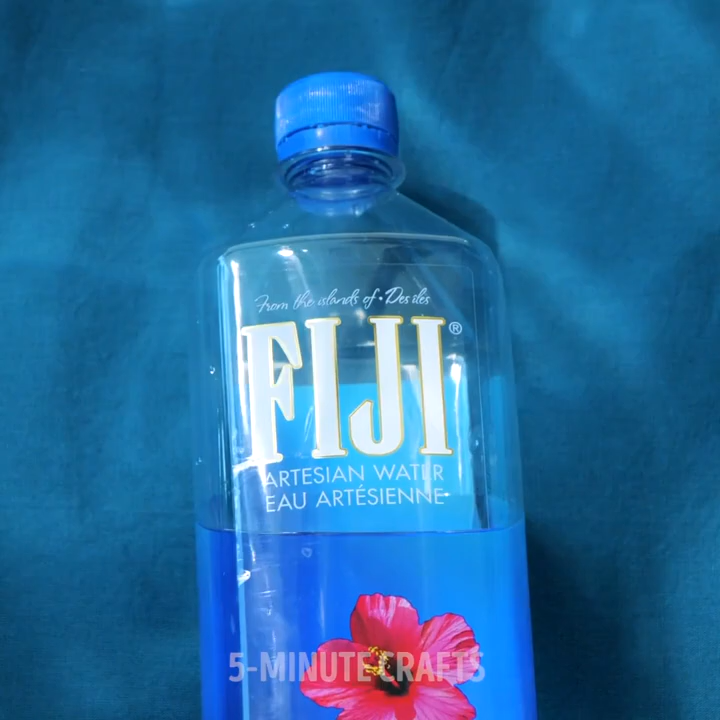 From the islands of • Des îles
FIJI®
ARTESIAN WATER
EAU ARTÉSIENNE
5-MINUTE CRAFTS